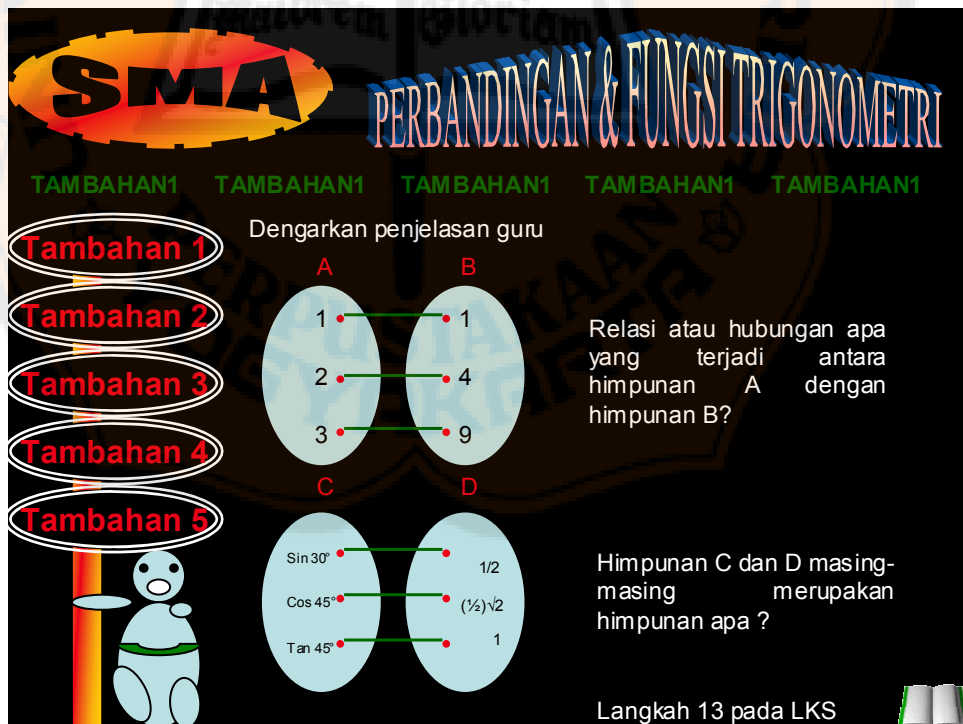 SMA
PERBANDINGAN & FUNGSI TRIGONOMETRI
TAMBAHAN1 TAMBAHAN1 TAMBAHAN1 TAMBAHAN1 TAMBAHAN1
Tambahan 1
Tambahan 2
Tambahan 3
Tambahan 4
Tambahan 5
Dengarkan penjelasan guru
A B
1 1
2 4
3 9
Relasi atau hubungan apa
yang terjadi antara
himpunan A dengan
himpunan B?
C D
Sin 30° 1/2
Cos 45° (½)√2
Tan 45° 1
Himpunan C dan D masing-
masing merupakan
himpunan apa ?
Langkah 13 pada LKS